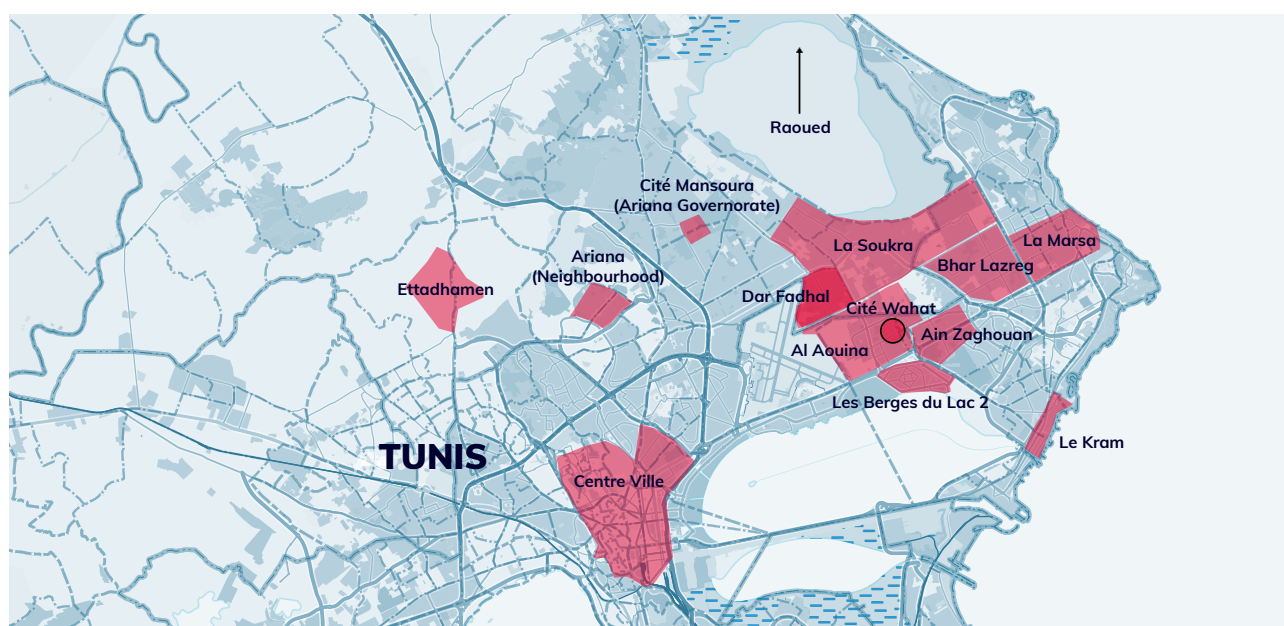 Raoued
Cité Mansoura
(Ariana Governorate)
La Soukra
La Marsa
Bhar Lazreg
Ariana
(Neighbourhood)
Ettadhamen
Dar Fadhal
Cité Wahat
Ain Zaghouan
Al Aouina
Les Berges du Lac 2
Le Kram
TUNIS
Centre Ville